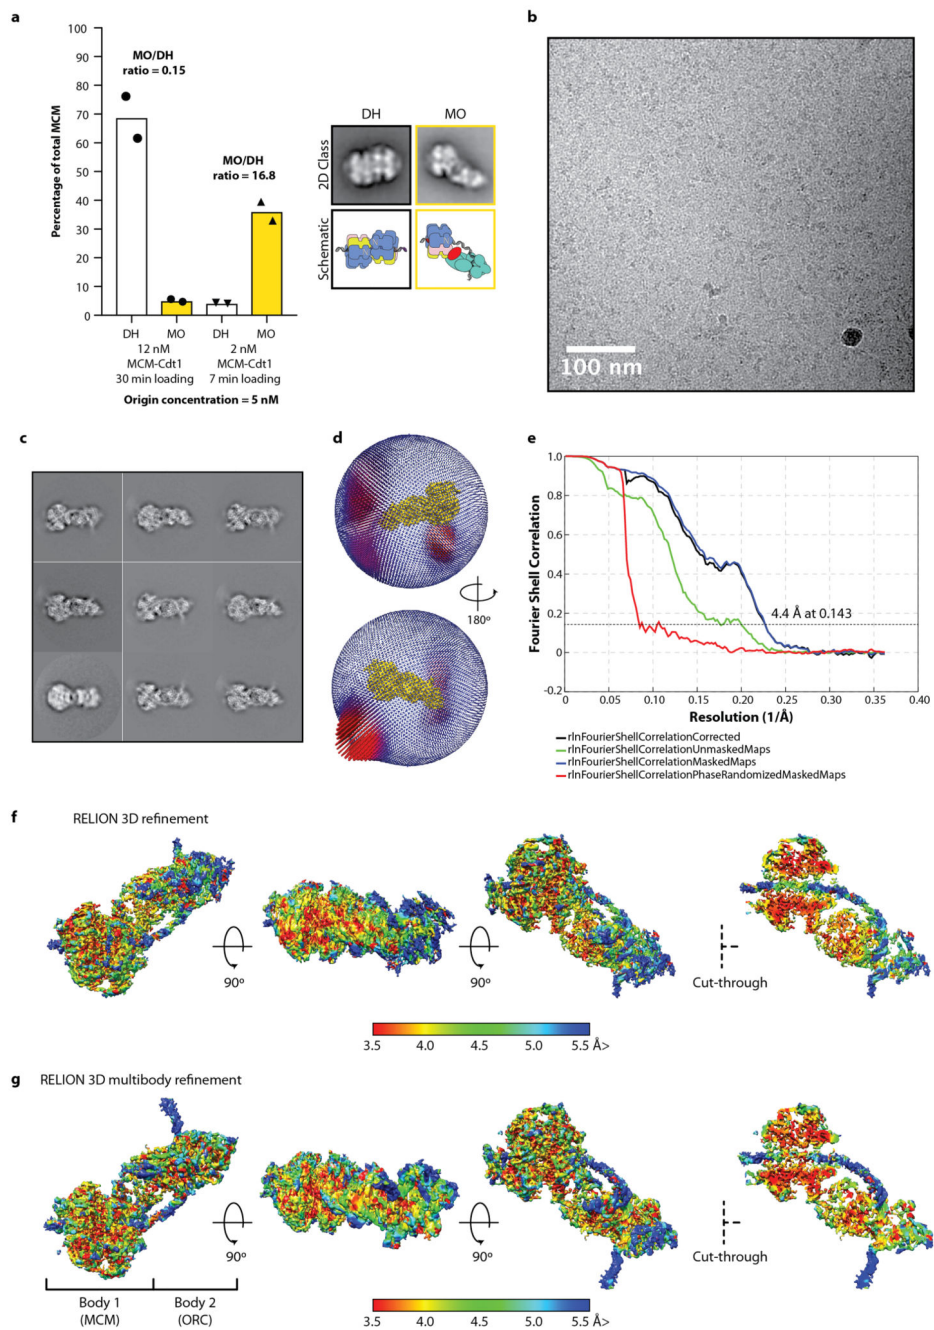 a
100
90
80
70
60
50
40
30
20
10
0
Percentage of total MCM
MO/DH
ratio = 0.15
MO/DH
ratio = 16.8
DH MO DH MO
12 nM 2 nM
MCM-Cdt1 MCM-Cdt1
30 min loading 7 min loading
Origin concentration = 5 nM
DH MO
2D Class
Schematic
b
100 nm
c
d
180º
e
1.0
0.8
0.6
0.4
0.2
0.0
-0.2
Fourier Shell Correlation
4.4 Å at 0.143
0.00 0.05 0.10 0.15 0.20 0.25 0.30 0.35 0.40
Resolution (1/Å)
rlnFourierShellCorrelationCorrected
rlnFourierShellCorrelationUnmaskedMaps
rlnFourierShellCorrelationMaskedMaps
rlnFourierShellCorrelationPhaseRandomizedMaskedMaps
f RELION 3D refinement
90º 90º Cut-through
3.5 4.0 4.5 5.0 5.5 Å>
g RELION 3D multibody refinement
90º 90º Cut-through
Body 1 Body 2
(MCM) (ORC)
3.5 4.0 4.5 5.0 5.5 Å>